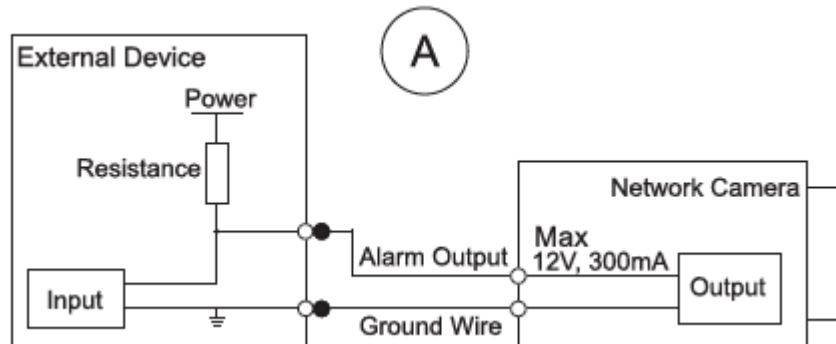 A
External Device
Power
Resistance
Network Camera
Max
12V, 300mA
Alarm Output
Output
Input
Ground Wire